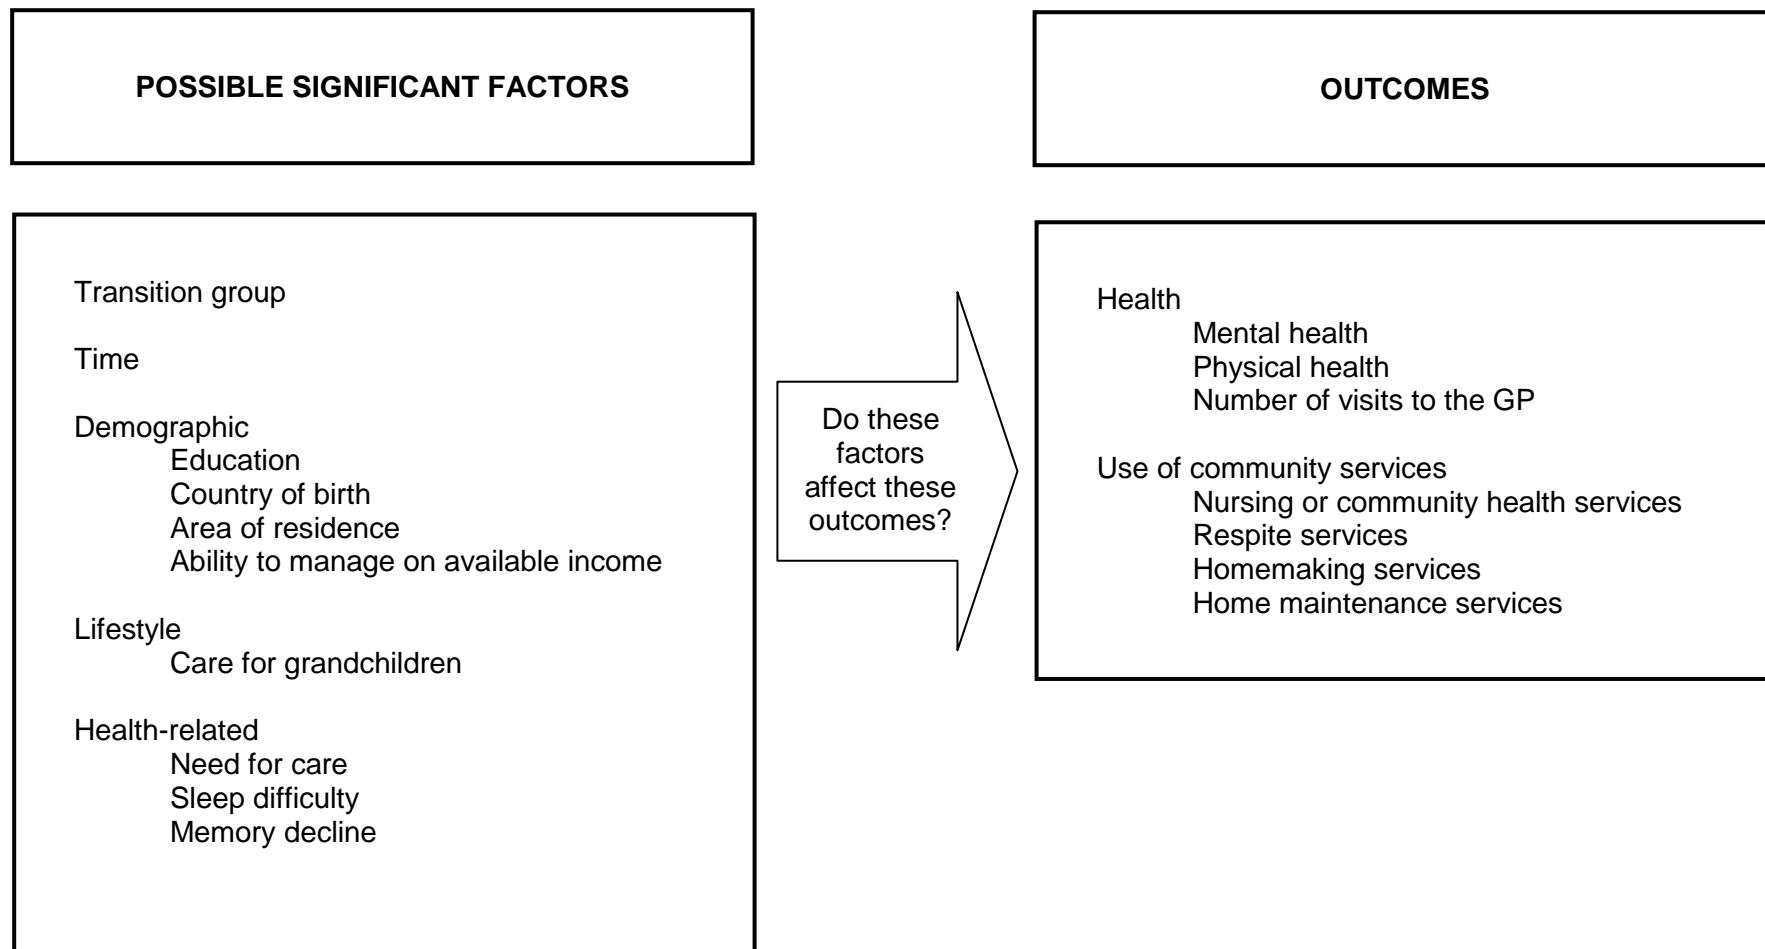 POSSIBLE SIGNIFICANT FACTORS
OUTCOMES
Transition group
Time
Demographic
Education
Country of birth
Area of residence
Ability to manage on available income
Lifestyle
Care for grandchildren
Health-related
Need for care
Sleep difficulty
Memory decline
Do these
factors
affect these
outcomes?
Health
Mental health
Physical health
Number of visits to the GP
Use of community services
Nursing or community health services
Respite services
Homemaking services
Home maintenance services